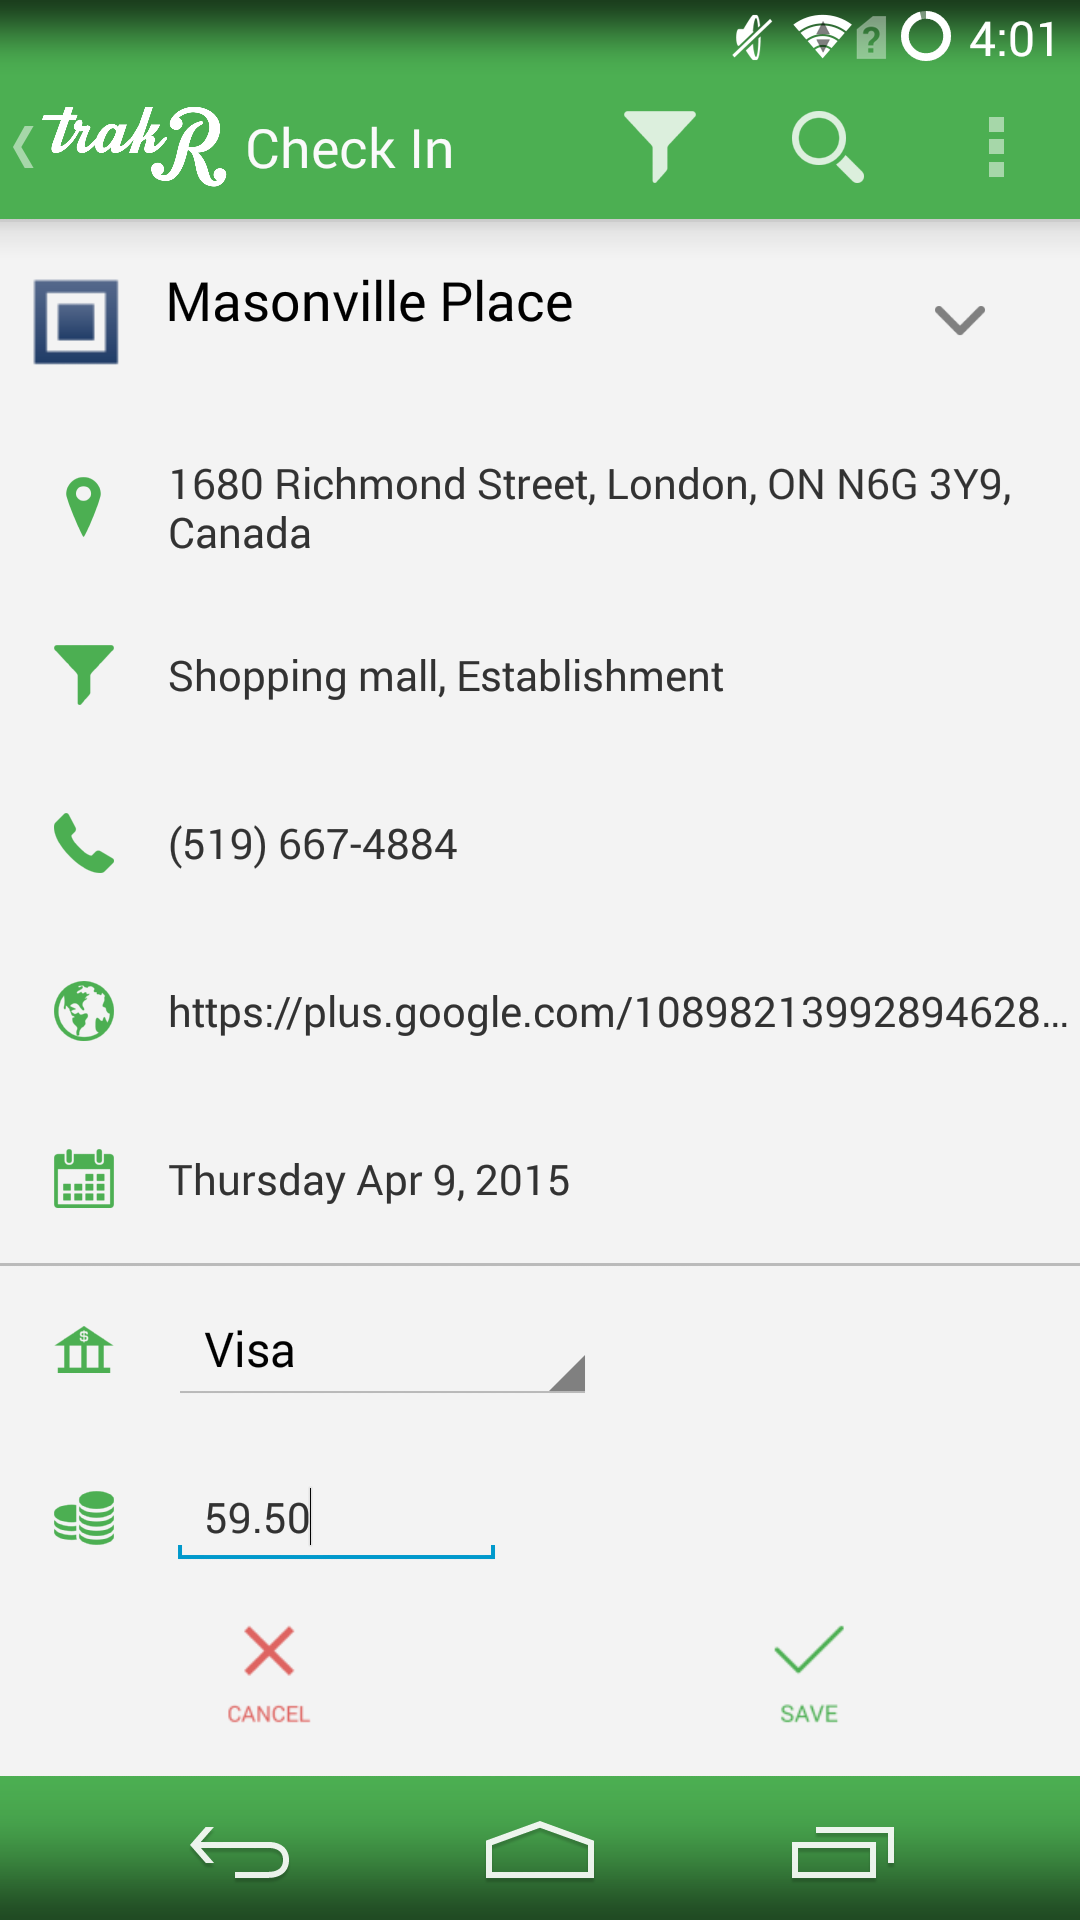 4:01
trakR Check In
Masonville Place
1680 Richmond Street, London, ON N6G 3Y9,
Canada
Shopping mall, Establishment
(519) 667-4884
https://plus.google.com/10898213992894628...
Thursday Apr 9, 2015
Visa
59.50
CANCEL
SAVE